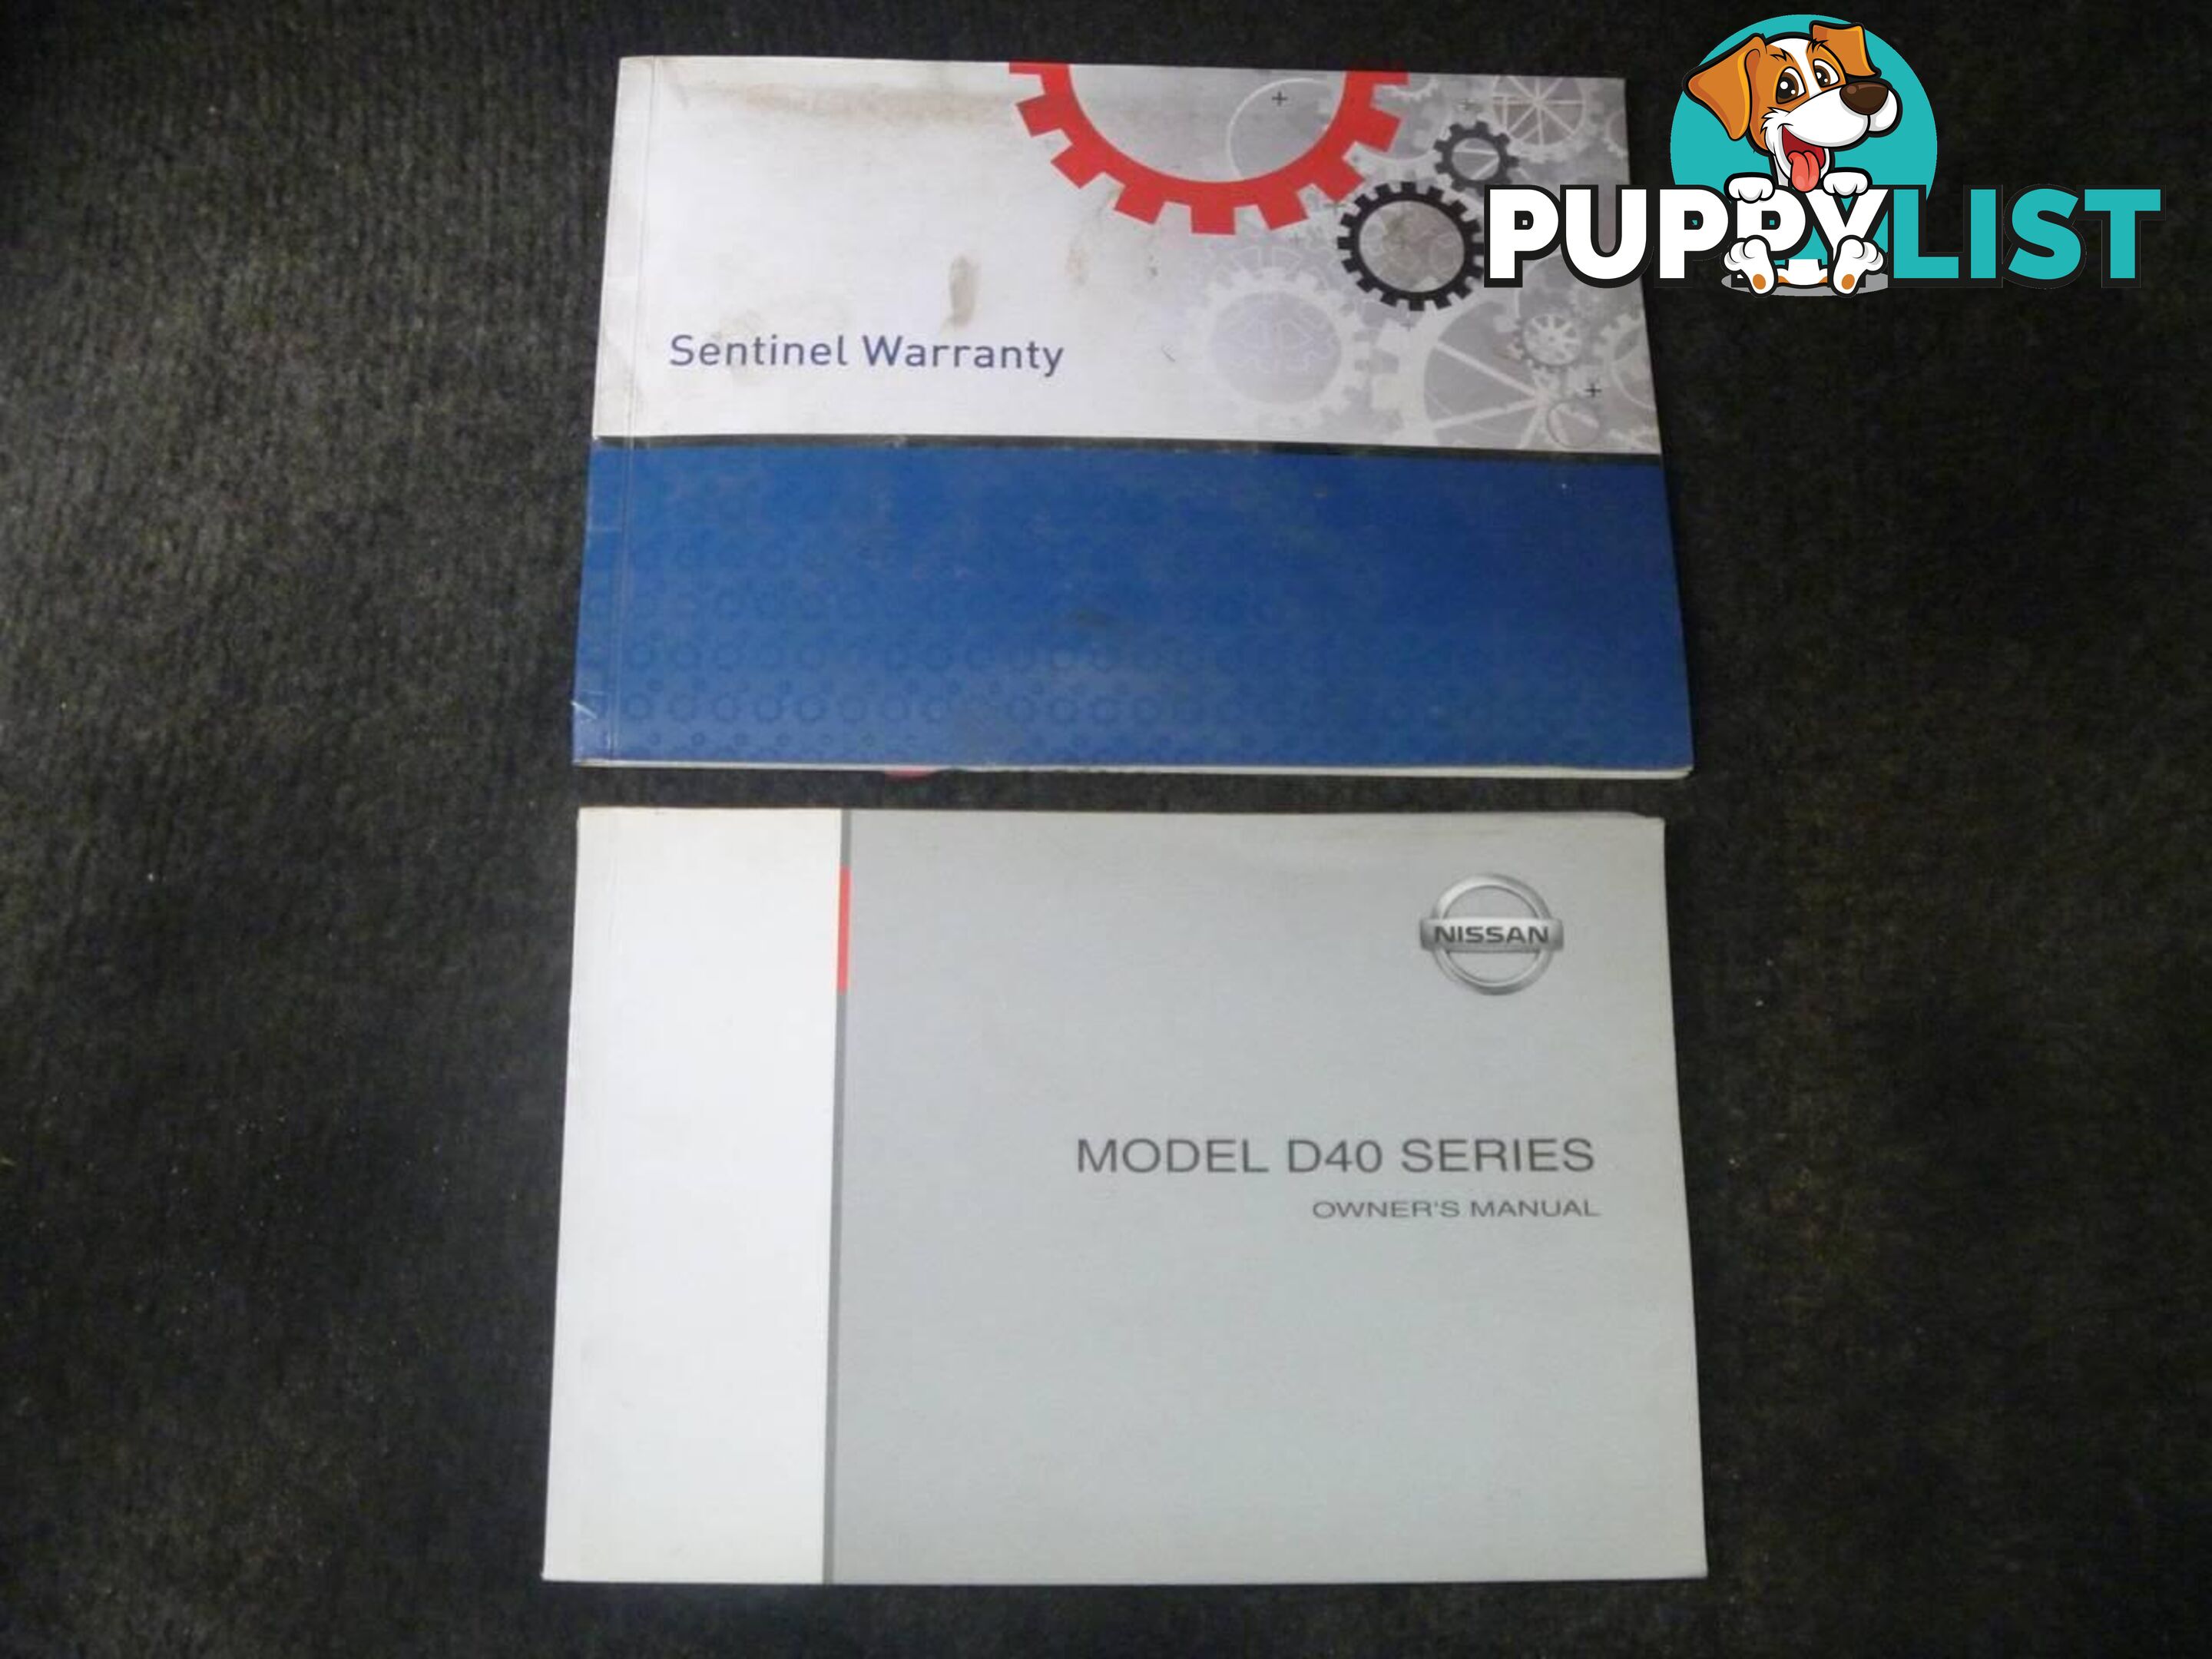 PUPPYLIST
Sentinel Warranty
NISSAN
MODEL D40 SERIES
OWNER'S MANUAL